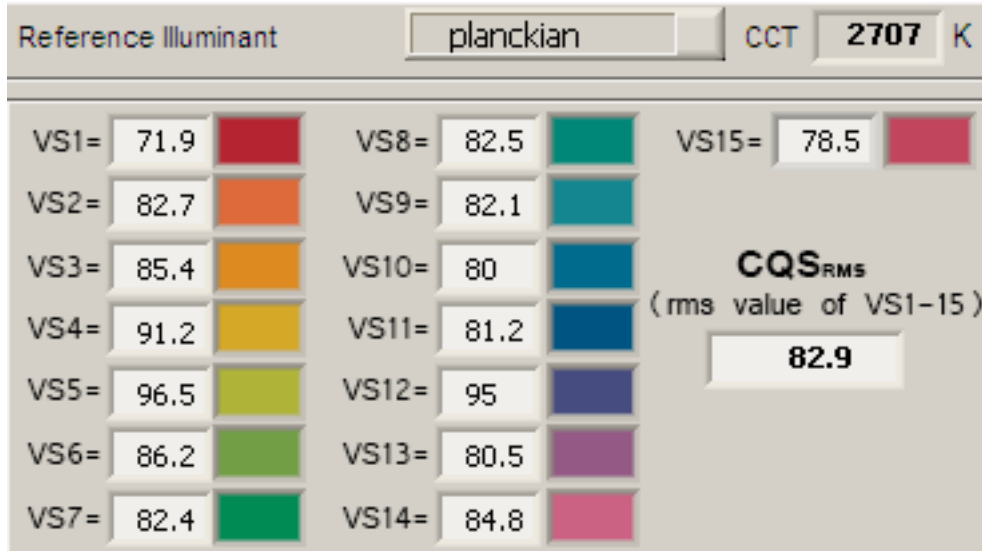 Reference Illuminant planckian CCT 2707 K
VS1= 71.9 VS8= 82.5 VS15= 78.5
VS2= 82.7 VS9= 82.1
VS3= 85.4 VS10= 80 CQSRMS
(rms value of VS1-15)
VS4= 91.2 VS11= 81.2
82.9
VS5= 96.5 VS12= 95
VS6= 86.2 VS13= 80.5
VS7= 82.4 VS14= 84.8